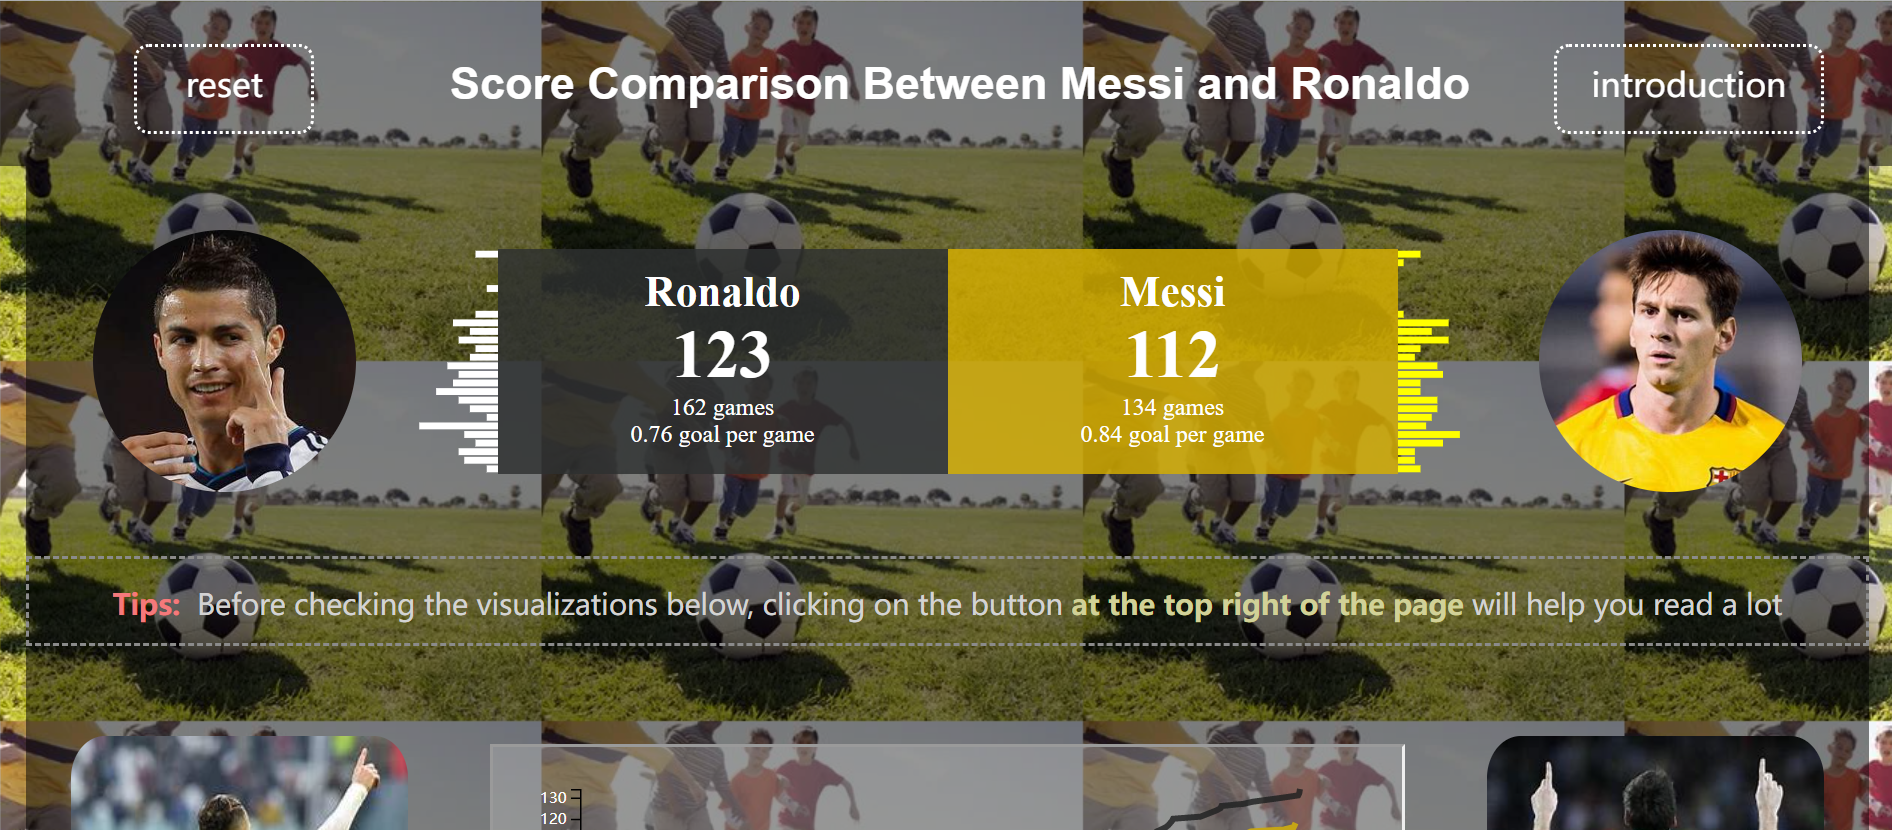 reset
Score Comparison Between Messi and Ronaldo
introduction
Ronaldo
123
162 games
0.76 goal per game
Messi
112
134 games
0.84 goal per game
Tips: Before checking the visualizations below, clicking on the button at the top right of the page will help you read a lot
130
120